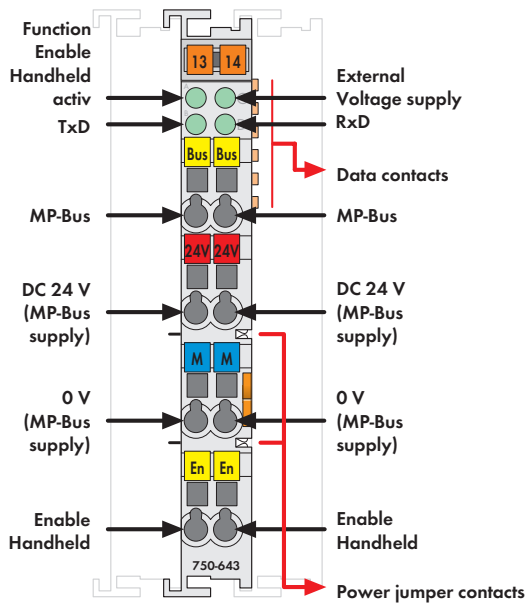 Function
Enable
Handheld
activ
TxD
13 14
External
Voltage supply
RxD
Bus Bus
Data contacts
MP-Bus
MP-Bus
24V 24V
DC 24 V
(MP-Bus
supply)
DC 24 V
(MP-Bus
supply)
M M
0 V
(MP-Bus
supply)
0 V
(MP-Bus
supply)
En En
Enable
Handheld
Enable
Handheld
750-643
Power jumper contacts